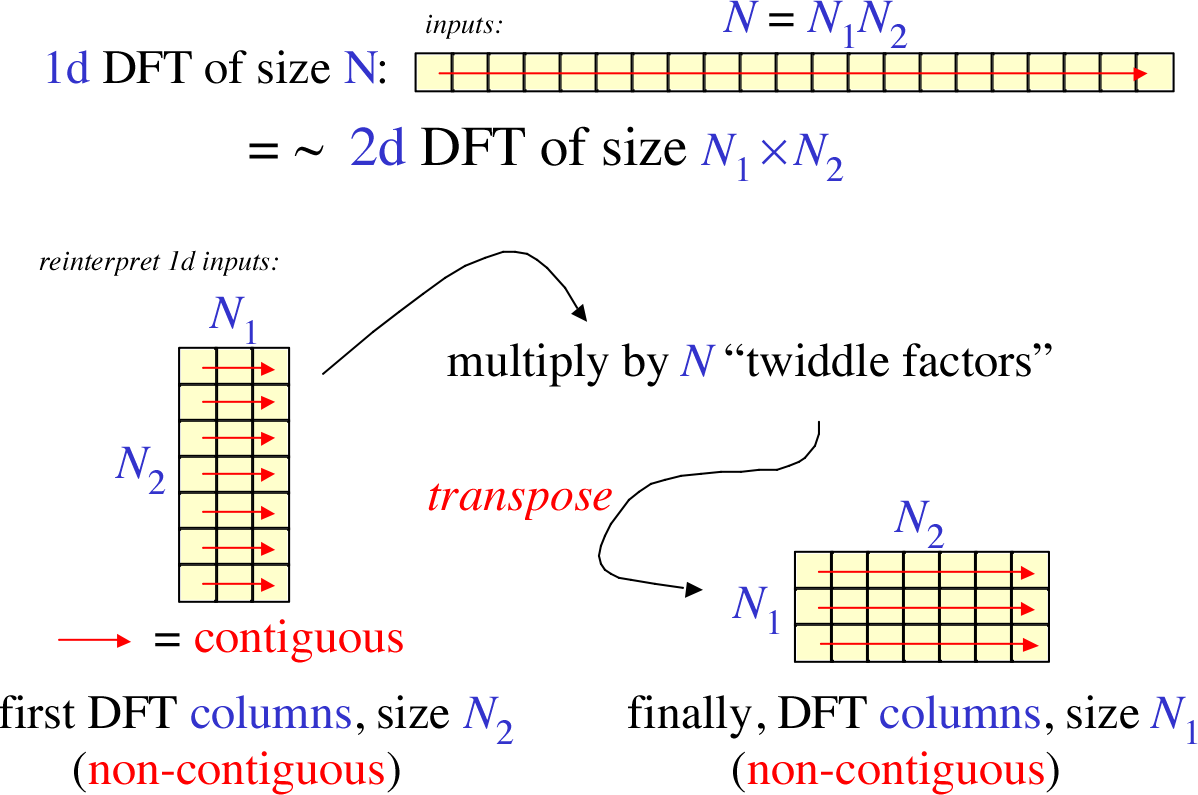 inputs:
N = N₁N₂
1d DFT of size N:
= ~ 2d DFT of size N₁×N₂
reinterpret 1d inputs:
N₁
multiply by N “twiddle factors”
N₂
transpose
N₂
N₁
= contiguous
first DFT columns, size N₂
(non-contiguous)
finally, DFT columns, size N₁
(non-contiguous)